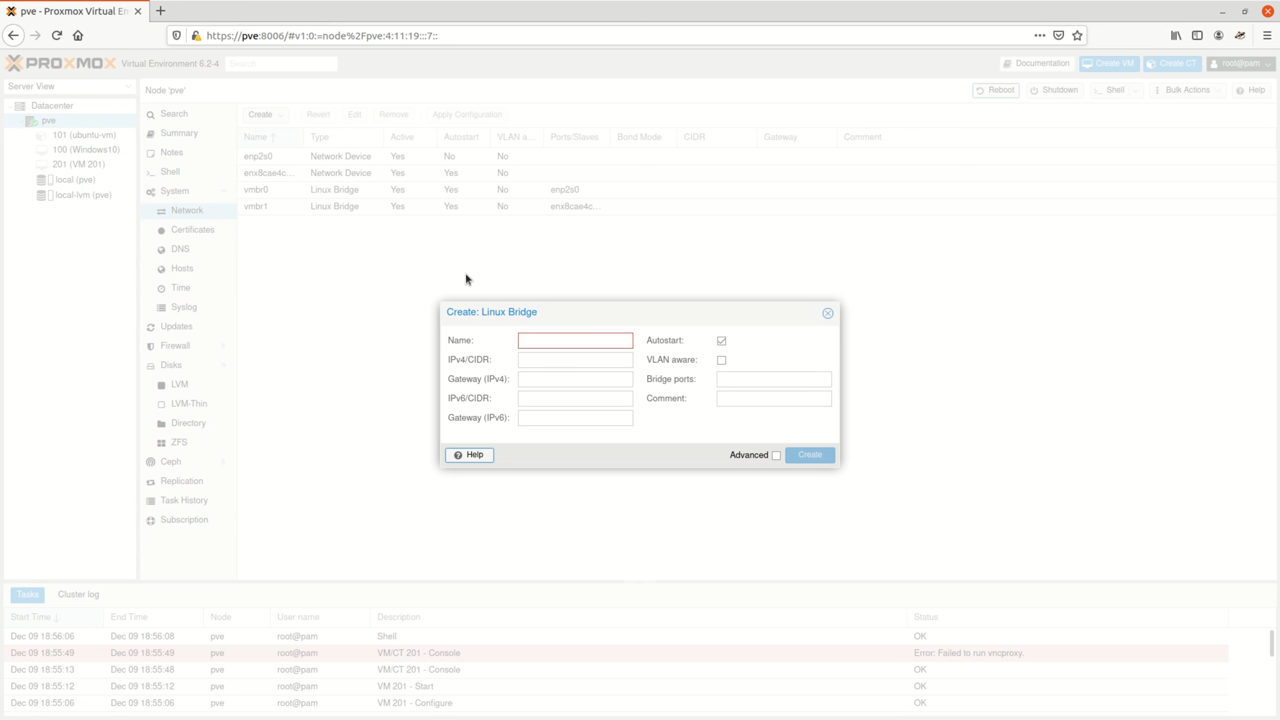 pve - Proxmox Virtual En
https://pve:8006/#v1:0:=node%2Fpve:4:11:19:::7::
PROXMOX Virtual Environment 6.2-4 Search Documentation Create VM Create CT root@pam
Server View
Node 'pve' Reboot Shutdown Shell Bulk Actions Help
Datacenter
pve
101 (ubuntu-vm)
100 (Windows10)
201 (VM 201)
local (pve)
local-lvm (pve)
Search
Summary
Notes
Shell
System
Network
Certificates
DNS
Hosts
Time
Syslog
Updates
Firewall
Disks
LVM
LVM-Thin
Directory
ZFS
Ceph
Replication
Task History
Subscription
Create Revert Edit Remove Apply Configuration
Name Type Active Autostart VLAN a... Ports/Slaves Bond Mode CIDR Gateway Comment
enp2s0 Network Device Yes No No
enx8cae4c... Network Device Yes Yes No
vmbr0 Linux Bridge Yes Yes No enp2s0
vmbr1 Linux Bridge Yes Yes No enx8cae4c...
Create: Linux Bridge
Name: Autostart:
IPv4/CIDR: VLAN aware:
Gateway (IPv4): Bridge ports:
IPv6/CIDR: Comment:
Gateway (IPv6):
Help Advanced Create
Tasks Cluster log
Start Time End Time Node User name Description Status
Dec 09 18:56:06 Dec 09 18:56:08 pve root@pam Shell OK
Dec 09 18:55:49 Dec 09 18:55:49 pve root@pam VM/CT 201 - Console Error: Failed to run vncproxy.
Dec 09 18:55:13 Dec 09 18:55:48 pve root@pam VM/CT 201 - Console OK
Dec 09 18:55:12 Dec 09 18:55:12 pve root@pam VM 201 - Start OK
Dec 09 18:55:06 Dec 09 18:55:06 pve root@pam VM 201 - Configure OK